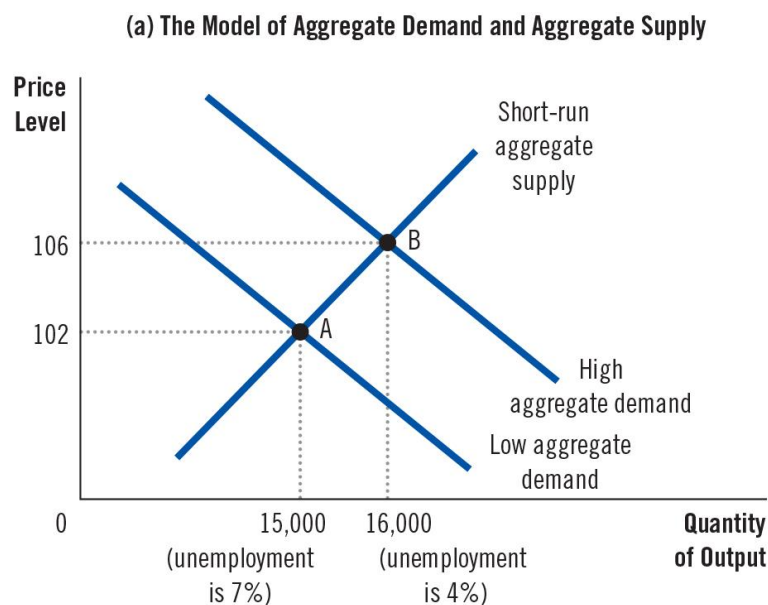 (a) The Model of Aggregate Demand and Aggregate Supply
Price
Level
Short-run
aggregate
supply
106
B
102
A
High
aggregate demand
Low aggregate
demand
0
15,000
(unemployment
is 7%)
16,000
(unemployment
is 4%)
Quantity
of Output